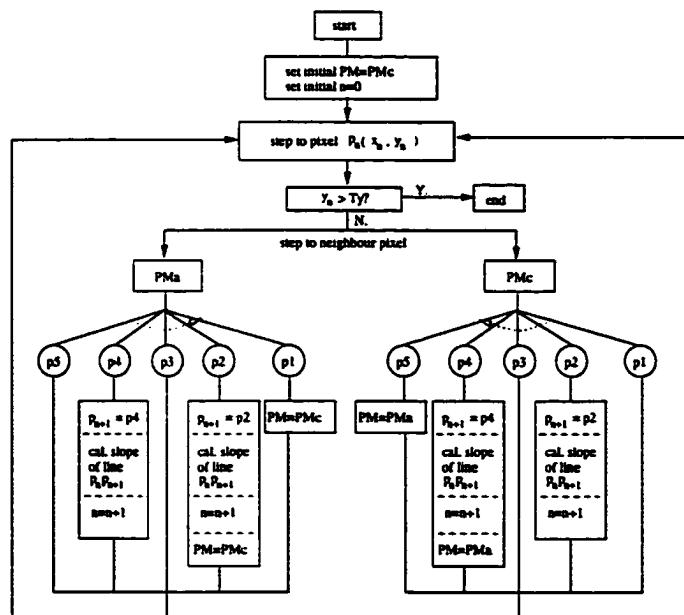 start
set initial PM=PMc
set initial n=0
step to pixel Pn( xn , yn )
yn > Ty?
Y.
end
N.
step to neighbour pixel
PMa
PMc
p5
p4
p3
p2
p1
p5
p4
p3
p2
p1
Pn+1 = p4
cal. slope
of line
PnPn+1
n=n+1
Pn+1 = p2
cal. slope
of line
PnPn+1
n=n+1
PM=PMc
PM=PMc
PM=PMa
Pn+1 = p4
cal. slope
of line
PnPn+1
n=n+1
PM=PMa
Pn+1 = p2
cal. slope
of line
PnPn+1
n=n+1